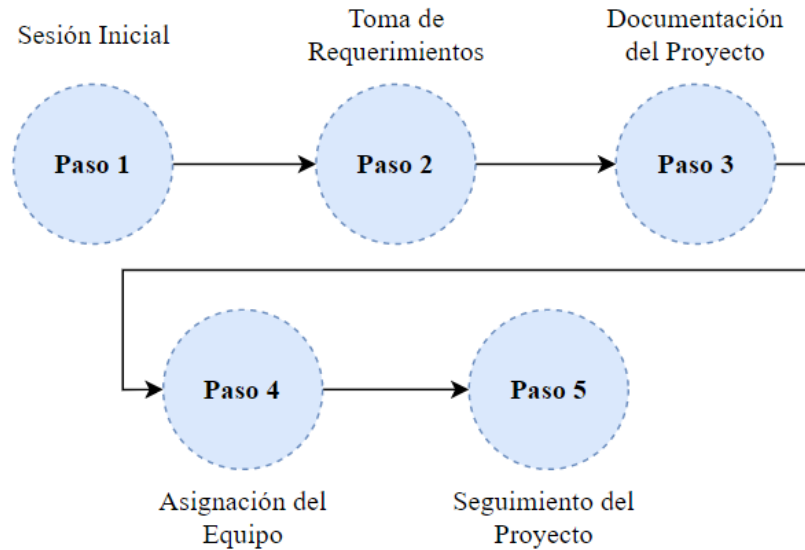 Sesión Inicial
Toma de
Requerimientos
Documentación
del Proyecto
Paso 1
Paso 2
Paso 3
Paso 4
Paso 5
Asignación del
Equipo
Seguimiento del
Proyecto